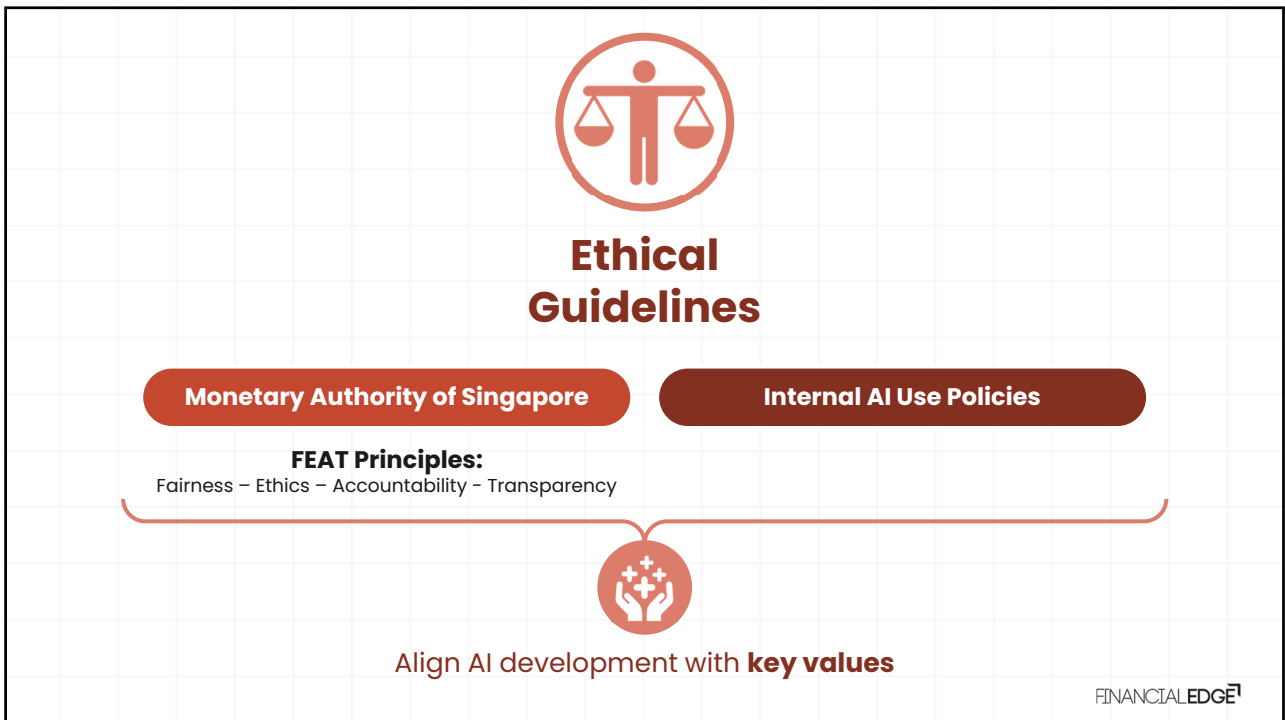 Ethical
Guidelines
Monetary Authority of Singapore
Internal AI Use Policies
FEAT Principles:
Fairness – Ethics – Accountability - Transparency
Align AI development with key values
FINANCIALEDGE